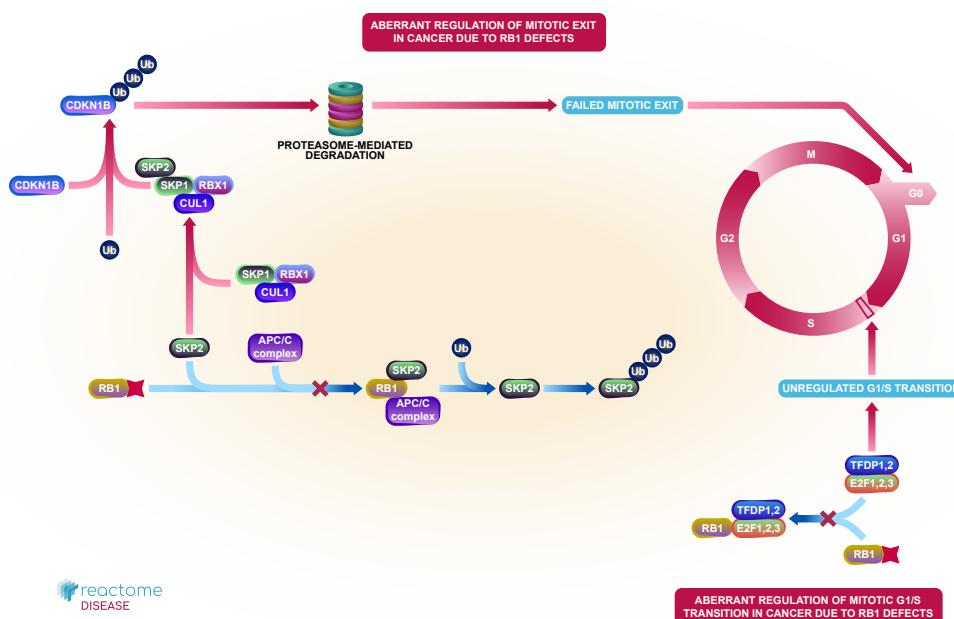 ABERRANT REGULATION OF MITOTIC EXIT
IN CANCER DUE TO RB1 DEFECTS
Ub
Ub
Ub
CDKN1B
FAILED MITOTIC EXIT
PROTEASOME-MEDIATED
DEGRADATION
M
SKP2
CDKN1B
SKP1
RBX1
CUL1
G0
G2
G1
Ub
SKP1
RBX1
CUL1
S
SKP2
APC/C
complex
Ub
Ub
Ub
Ub
SKP2
RB1
RB1
SKP2
SKP2
APC/C
complex
UNREGULATED G1/S TRANSITION
TFDP1,2
E2F1,2,3
TFDP1,2
RB1
E2F1,2,3
RB1
reactome
DISEASE
ABERRANT REGULATION OF MITOTIC G1/S
TRANSITION IN CANCER DUE TO RB1 DEFECTS